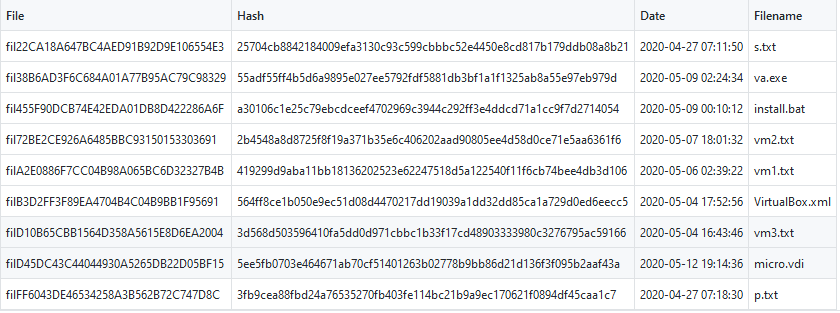 File Hash Date Filename
fil22CA18A647BC4AED91B92D9E106554E3 25704cb8842184009efa3130c93c599cbbbc52e4450e8cd817b179ddb08a8b21 2020-04-27 07:11:50 s.txt
fil38B6AD3F6C684A01A77B95AC79C98329 55adf55ff4b5d6a9895e027ee5792fdf5881db3bf1a1f1325ab8a55e97eb979d 2020-05-09 02:24:34 va.exe
fil455F90DCB74E42EDA01DB8D422286A6F a30106c1e25c79ebcdceef4702969c3944c292ff3e4ddcd71a1cc9f7d2714054 2020-05-09 00:10:12 install.bat
fil72BE2CE926A6485BBC93150153303691 2b4548a8d8725f8f19a371b35e6c406202aad90805ee4d58d0ce71e5aa6361f6 2020-05-07 18:01:32 vm2.txt
filA2E0886F7CC04B98A065BC6D32327B4B 419299d9aba11bb18136202523e62247518d5a122540f11f6cb74bee4db3d106 2020-05-06 02:39:22 vm1.txt
filB3D2FF3F89EA4704B4C04B9BB1F95691 564ff8ce1b050e9ec51d08d4470217dd19039a1dd32dd85ca1a729d0ed6eecc5 2020-05-04 17:52:56 VirtualBox.xml
filD10B65CBB1564D358A5615E8D6EA2004 3d568d503596410fa5dd0d971cbbc1b33f17cd48903333980c3276795ac59166 2020-05-04 16:43:46 vm3.txt
filD45DC43C44044930A5265DB22D05BF15 5ee5fb0703e464671ab70cf51401263b02778b9bb86d21d136f3f095b2aaf43a 2020-05-12 19:14:36 micro.vdi
filFF6043DE46534258A3B562B72C747D8C 3fb9cea88fbd24a76535270fb403fe114bc21b9a9ec170621f0894df45caa1c7 2020-04-27 07:18:30 p.txt